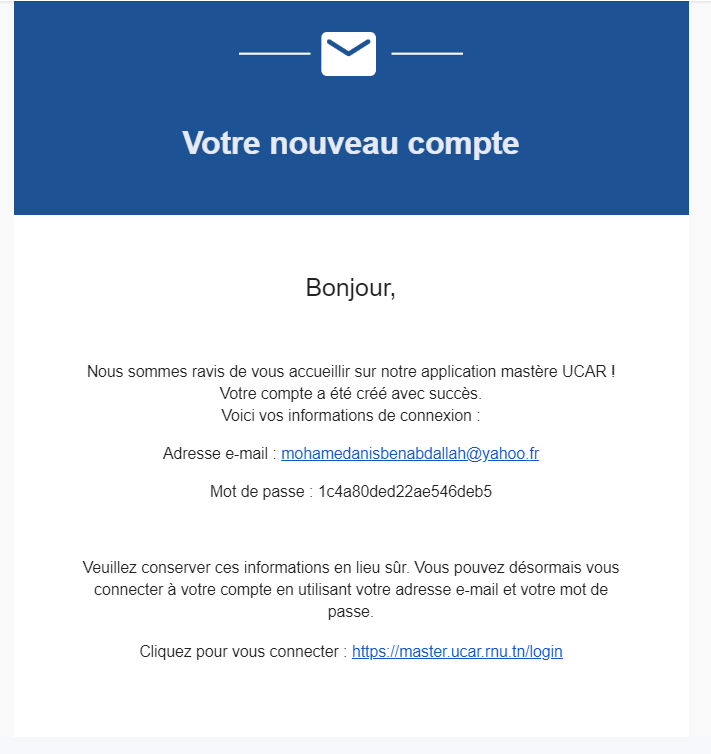 Votre nouveau compte
Bonjour,
Nous sommes ravis de vous accueillir sur notre application mastère UCAR !
Votre compte a été créé avec succès.
Voici vos informations de connexion :
Adresse e-mail : mohamedanisbenabdallah@yahoo.fr
Mot de passe : 1c4a80ded22ae546deb5
Veuillez conserver ces informations en lieu sûr. Vous pouvez désormais vous
connecter à votre compte en utilisant votre adresse e-mail et votre mot de
passe.
Cliquez pour vous connecter : https://master.ucar.rnu.tn/login